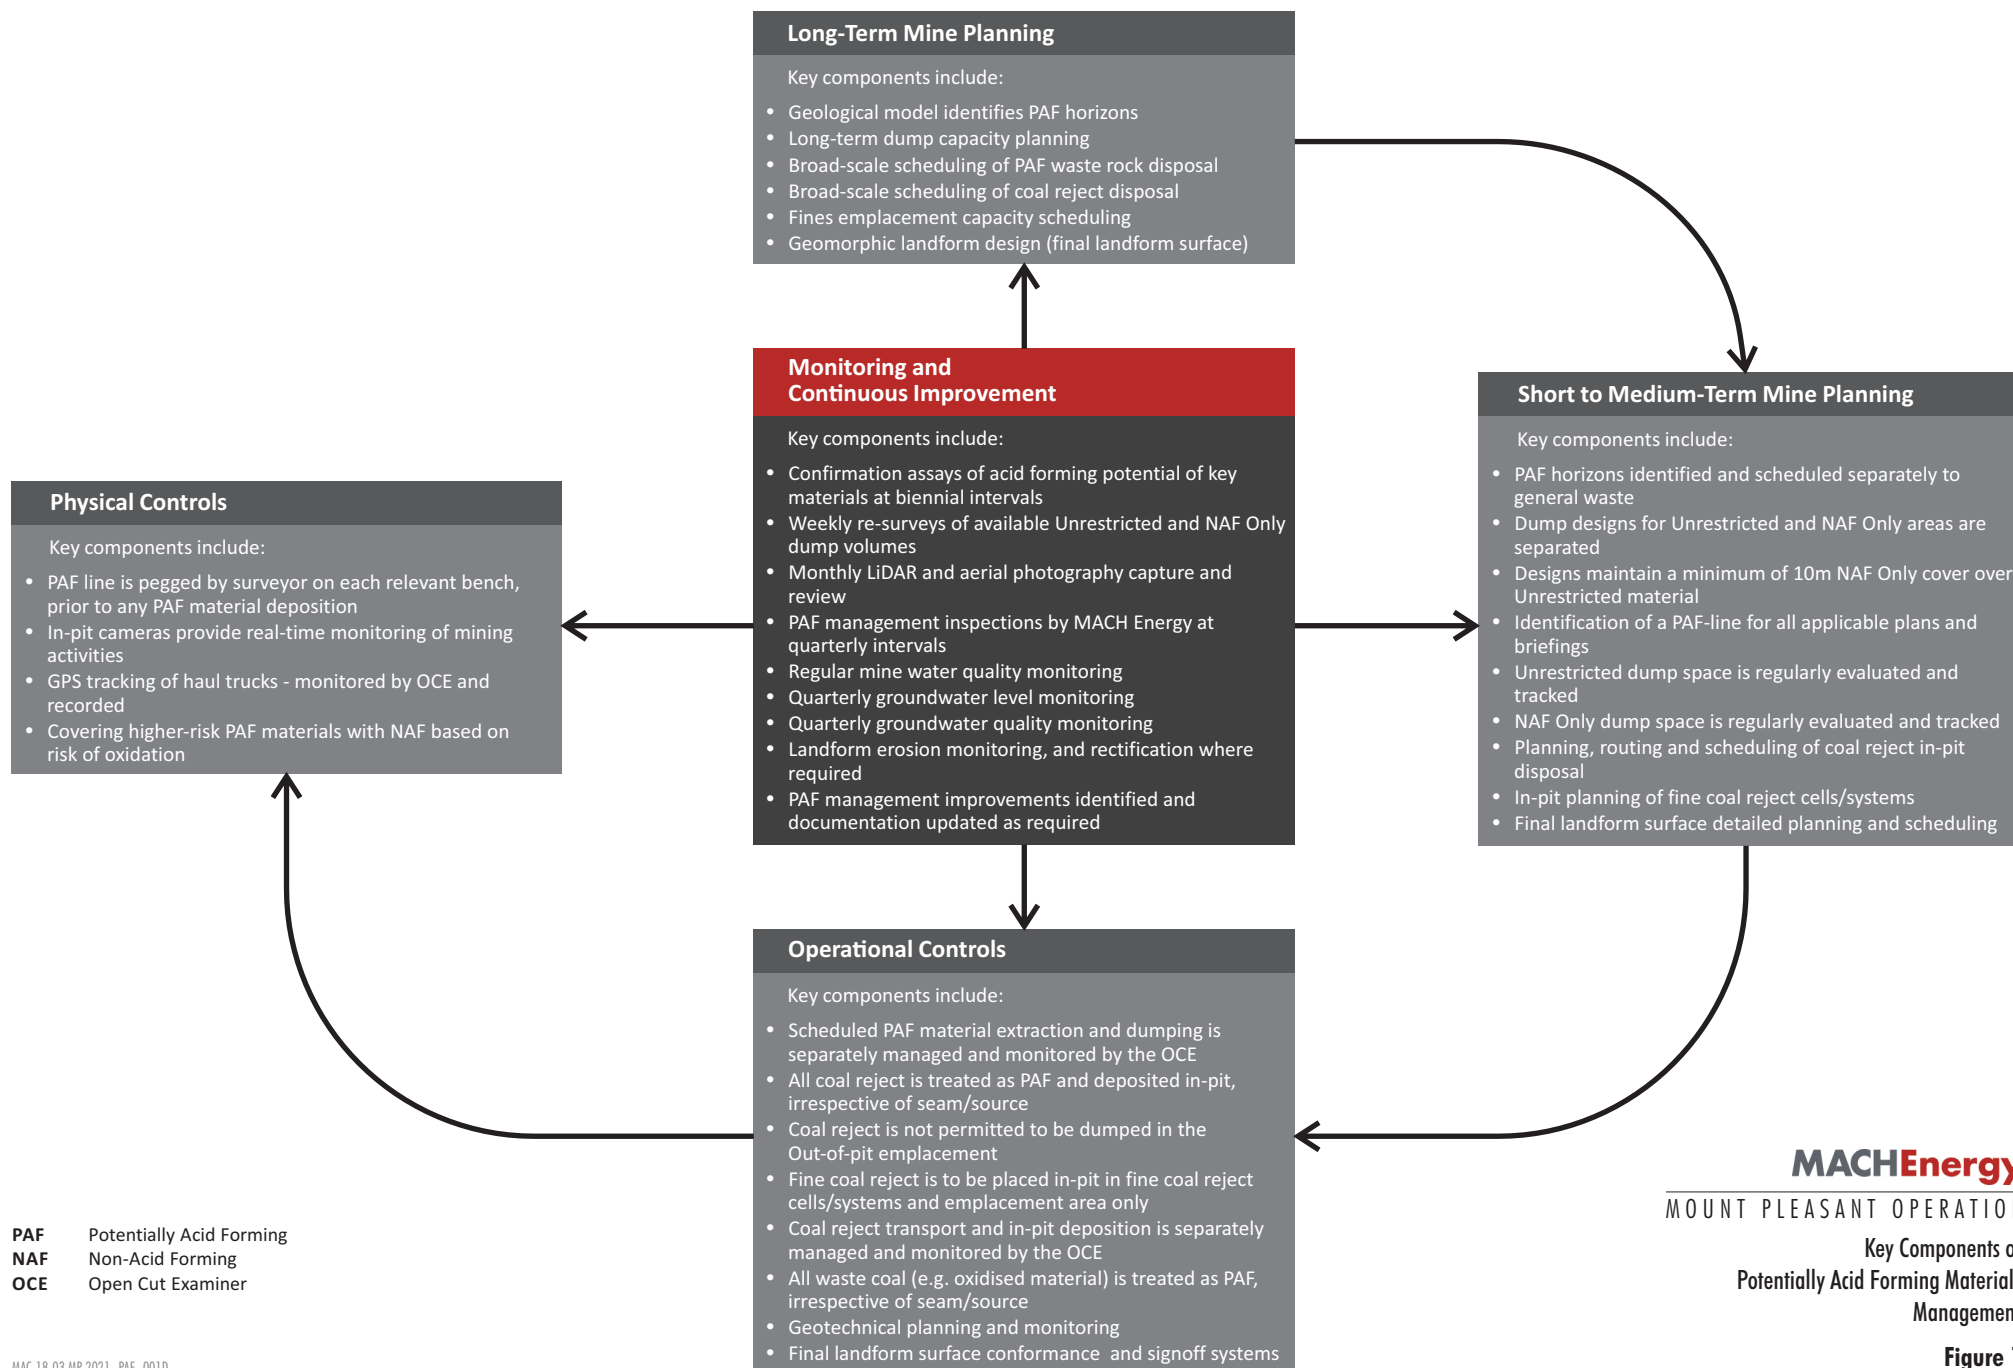 Long-Term Mine Planning
Key components include:
• Geological model identifies PAF horizons
• Long-term dump capacity planning
• Broad-scale scheduling of PAF waste rock disposal
• Broad-scale scheduling of coal reject disposal
• Fines emplacement capacity scheduling
• Geomorphic landform design (final landform surface)
Monitoring and
Continuous Improvement
Key components include:
• Confirmation assays of acid forming potential of key
materials at biennial intervals
• Weekly re-surveys of available Unrestricted and NAF Only
dump volumes
• Monthly LiDAR and aerial photography capture and
review
• PAF management inspections by MACH Energy at
quarterly intervals
• Regular mine water quality monitoring
• Quarterly groundwater level monitoring
• Quarterly groundwater quality monitoring
• Landform erosion monitoring, and rectification where
required
• PAF management improvements identified and
documentation updated as required
Short to Medium-Term Mine Planning
Key components include:
• PAF horizons identified and scheduled separately to
general waste
• Dump designs for Unrestricted and NAF Only areas are
separated
• Designs maintain a minimum of 10m NAF Only cover over
Unrestricted material
• Identification of a PAF-line for all applicable plans and
briefings
• Unrestricted dump space is regularly evaluated and
tracked
• NAF Only dump space is regularly evaluated and tracked
• Planning, routing and scheduling of coal reject in-pit
disposal
• In-pit planning of fine coal reject cells/systems
• Final landform surface detailed planning and scheduling
Physical Controls
Key components include:
• PAF line is pegged by surveyor on each relevant bench,
prior to any PAF material deposition
• In-pit cameras provide real-time monitoring of mining
activities
• GPS tracking of haul trucks - monitored by OCE and
recorded
• Covering higher-risk PAF materials with NAF based on
risk of oxidation
Operational Controls
Key components include:
• Scheduled PAF material extraction and dumping is
separately managed and monitored by the OCE
• All coal reject is treated as PAF and deposited in-pit,
irrespective of seam/source
• Coal reject is not permitted to be dumped in the
Out-of-pit emplacement
• Fine coal reject is to be placed in-pit in fine coal reject
cells/systems and emplacement area only
• Coal reject transport and in-pit deposition is separately
managed and monitored by the OCE
• All waste coal (e.g. oxidised material) is treated as PAF,
irrespective of seam/source
• Geotechnical planning and monitoring
• Final landform surface conformance and signoff systems
PAF Potentially Acid Forming
NAF Non-Acid Forming
OCE Open Cut Examiner
MAC-18-03 MP 2021_PAF_001D
MACHEnergy
MOUNT PLEASANT OPERATION
Key Components
Potentially Acid Forming Material
Management
Figure